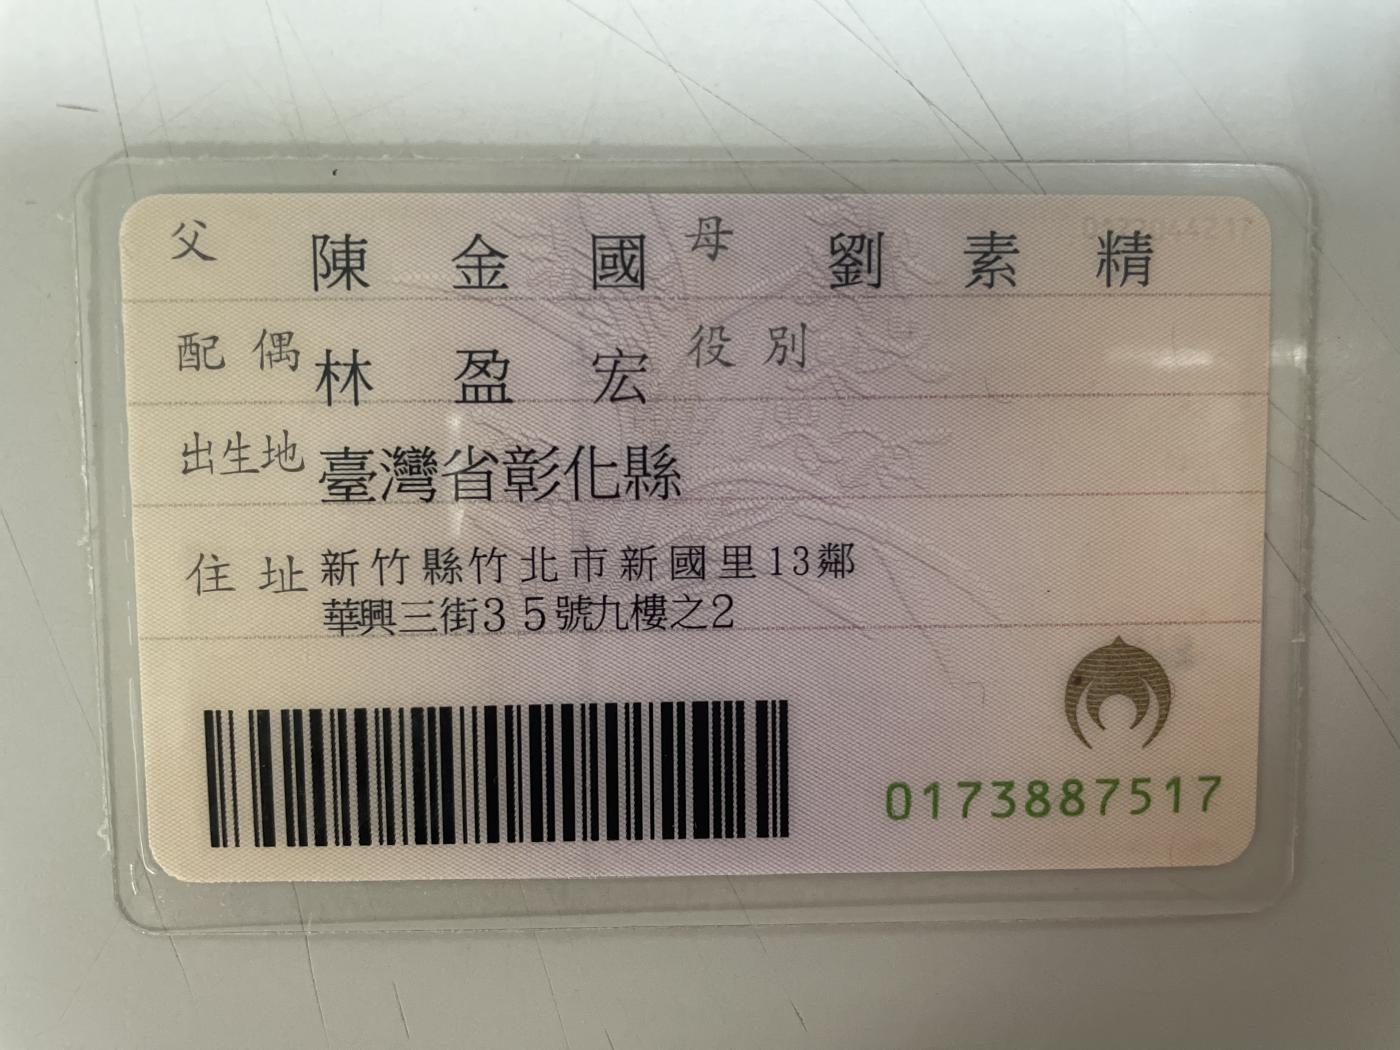 父 陳金國 母 劉素精
配偶 林盈宏 役別
出生地 臺灣省彰化縣
住址 新竹縣竹北市新國里13鄰
華興三街35號九樓之2
0173887517